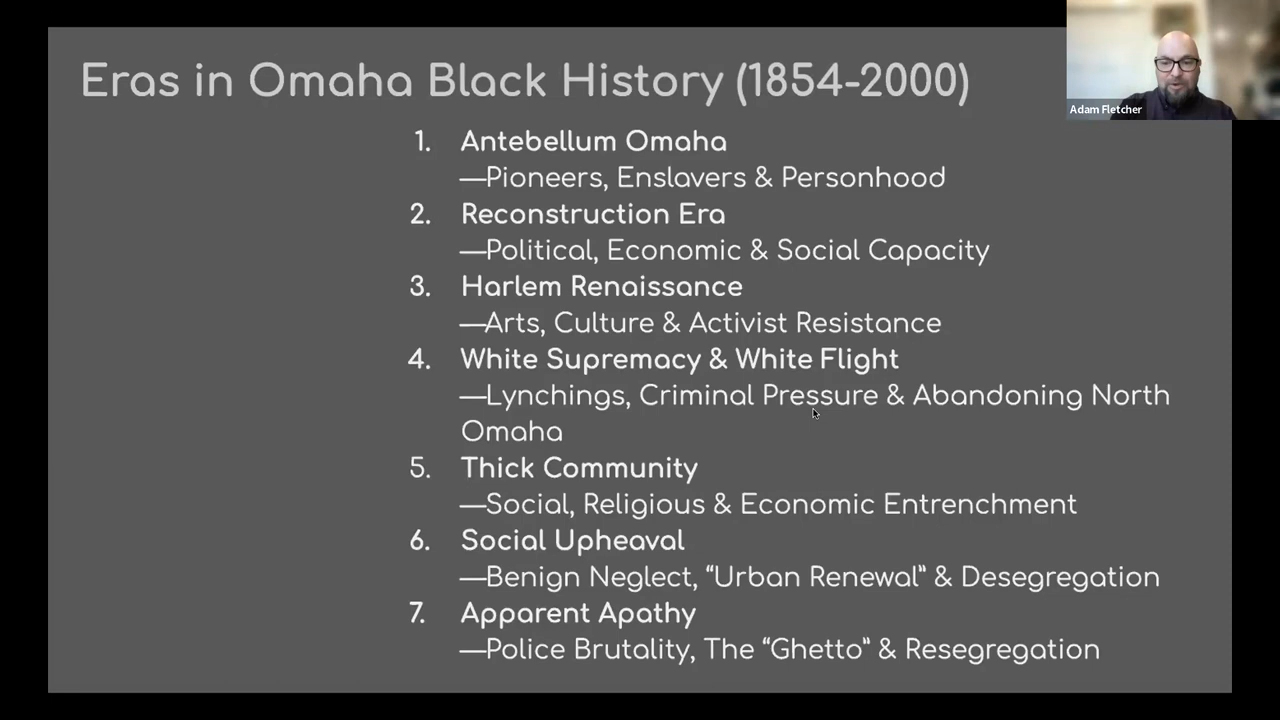 Eras in Omaha Black History (1854-2000)
Adam Fletcher
1. Antebellum Omaha
—Pioneers, Enslavers & Personhood
2. Reconstruction Era
—Political, Economic & Social Capacity
3. Harlem Renaissance
—Arts, Culture & Activist Resistance
4. White Supremacy & White Flight
—Lynchings, Criminal Pressure & Abandoning North
Omaha
5. Thick Community
—Social, Religious & Economic Entrenchment
6. Social Upheaval
—Benign Neglect, “Urban Renewal” & Desegregation
7. Apparent Apathy
—Police Brutality, The “Ghetto” & Resegregation